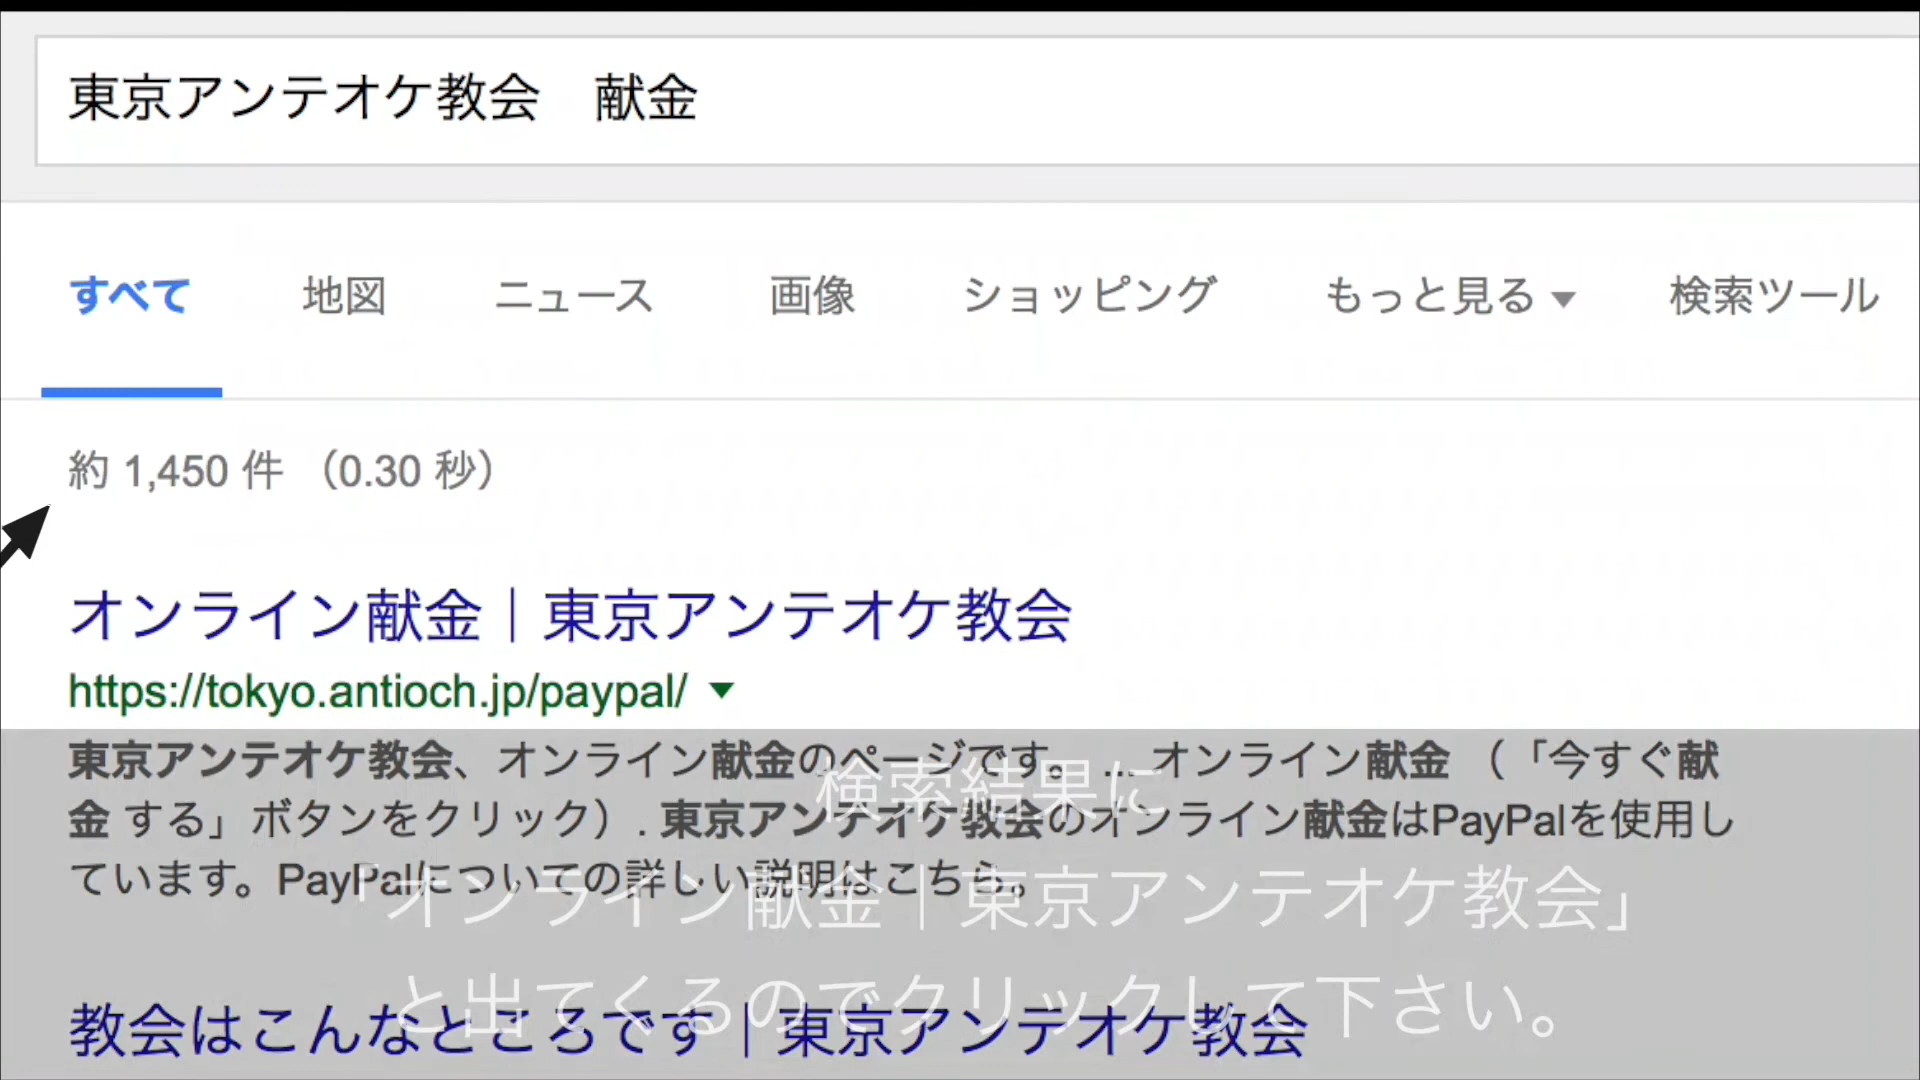 東京アンテオケ教会　献金
すべて 地図 ニュース 画像 ショッピング もっと見る 検索ツール
約 1,450 件 （0.30 秒）
オンライン献金｜東京アンテオケ教会
https://tokyo.antioch.jp/paypal/
東京アンテオケ教会、オンライン献金のページです。 ... オンライン献金 （「今すぐ献
金 する」ボタンをクリック）. 東京アンテオケ教会のオンライン献金はPayPalを使用し
ています。PayPalについての詳しい説明はこちら。
教会はこんなところです｜東京アンテオケ教会
検索結果に
「オンライン献金｜東京アンテオケ教会」
と出てくるのでクリックして下さい。